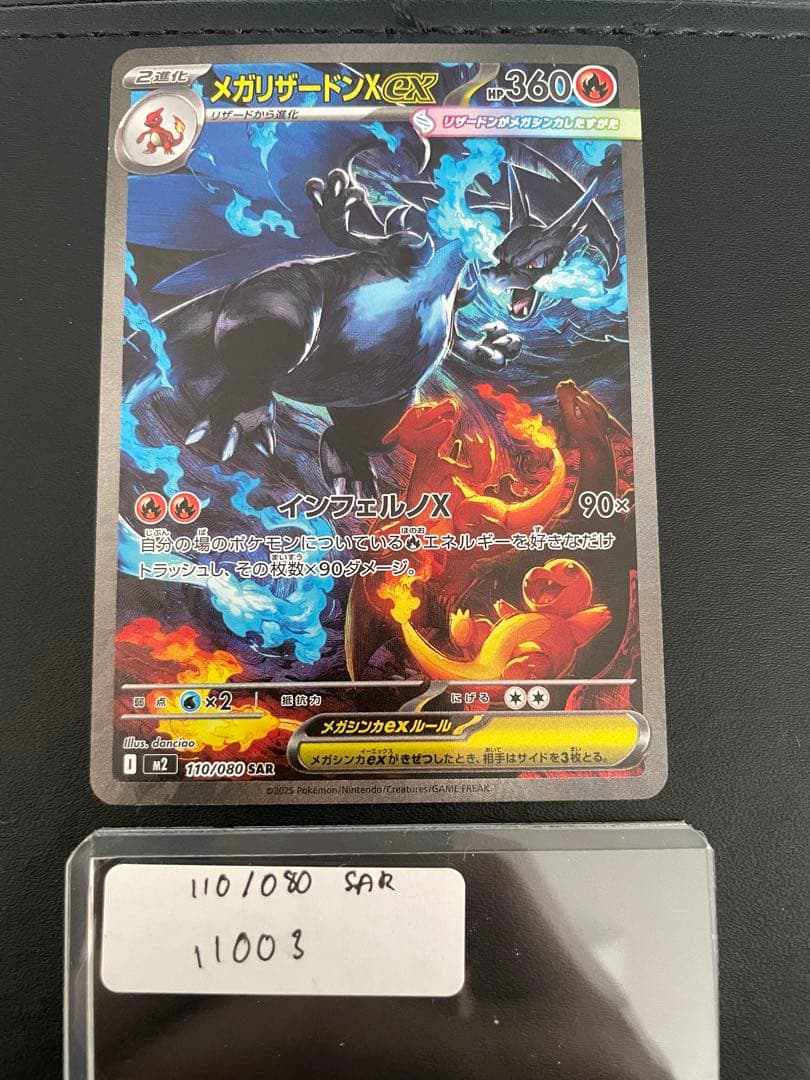 2進化 メガリザードンXex HP360
リザードから進化
リザードンがメガシンカしたすがた
インフェルノX 90×
自分の場のポケモンについている エネルギーを好きなだけ
トラッシュし、その枚数×90ダメージ。
弱点 ×2 抵抗力 にげる
メガシンカexルール
メガシンカexがきぜつしたとき、相手はサイドを3枚とる。
Illus. danciao
I M2 110/080 SAR
©2025 Pokémon/Nintendo/Creatures/GAME FREAK.
110/080 SAR
11003